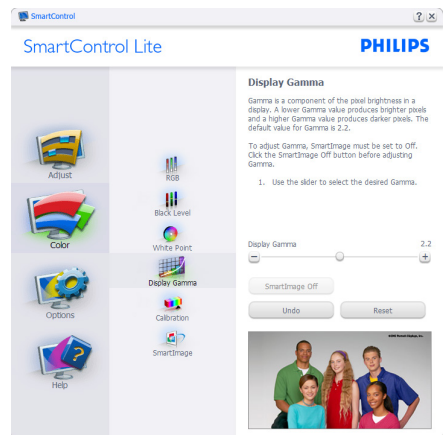 SmartControl
? ×
SmartControl Lite
PHILIPS
Adjust
Color
Options
Help
RGB
Black Level
White Point
Display Gamma
Calibration
SmartImage
Display Gamma
Gamma is a component of the pixel brightness in a
display. A lower Gamma value produces brighter pixels
and a higher Gamma value produces darker pixels. The
default value for Gamma is 2.2.
To adjust Gamma, SmartImage must be set to Off.
Click the SmartImage Off button before adjusting
Gamma.
1. Use the slider to select the desired Gamma.
Display Gamma 2.2
SmartImage Off
Undo Reset